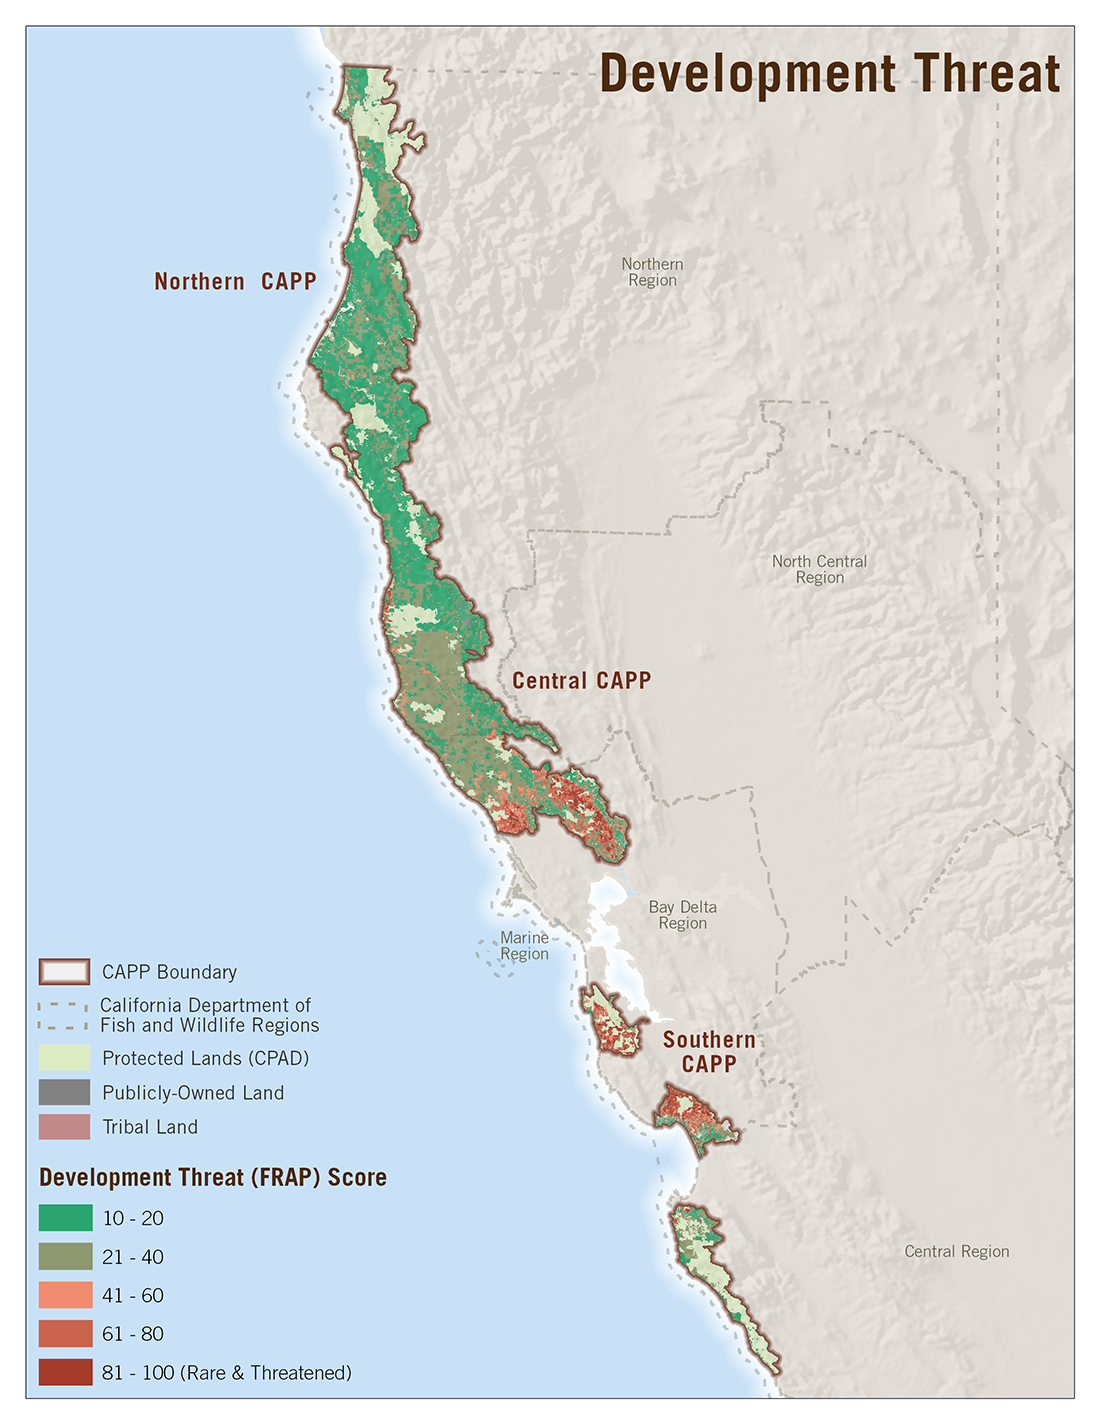 Development Threat
Northern CAPP
Northern
Region
North Central
Region
Central CAPP
Bay Delta
Region
Marine
Region
Southern
CAPP
Central Region
CAPP Boundary
California Department of
Fish and Wildlife Regions
Protected Lands (CPAD)
Publicly-Owned Land
Tribal Land
Development Threat (FRAP) Score
10 - 20
21 - 40
41 - 60
61 - 80
81 - 100 (Rare & Threatened)